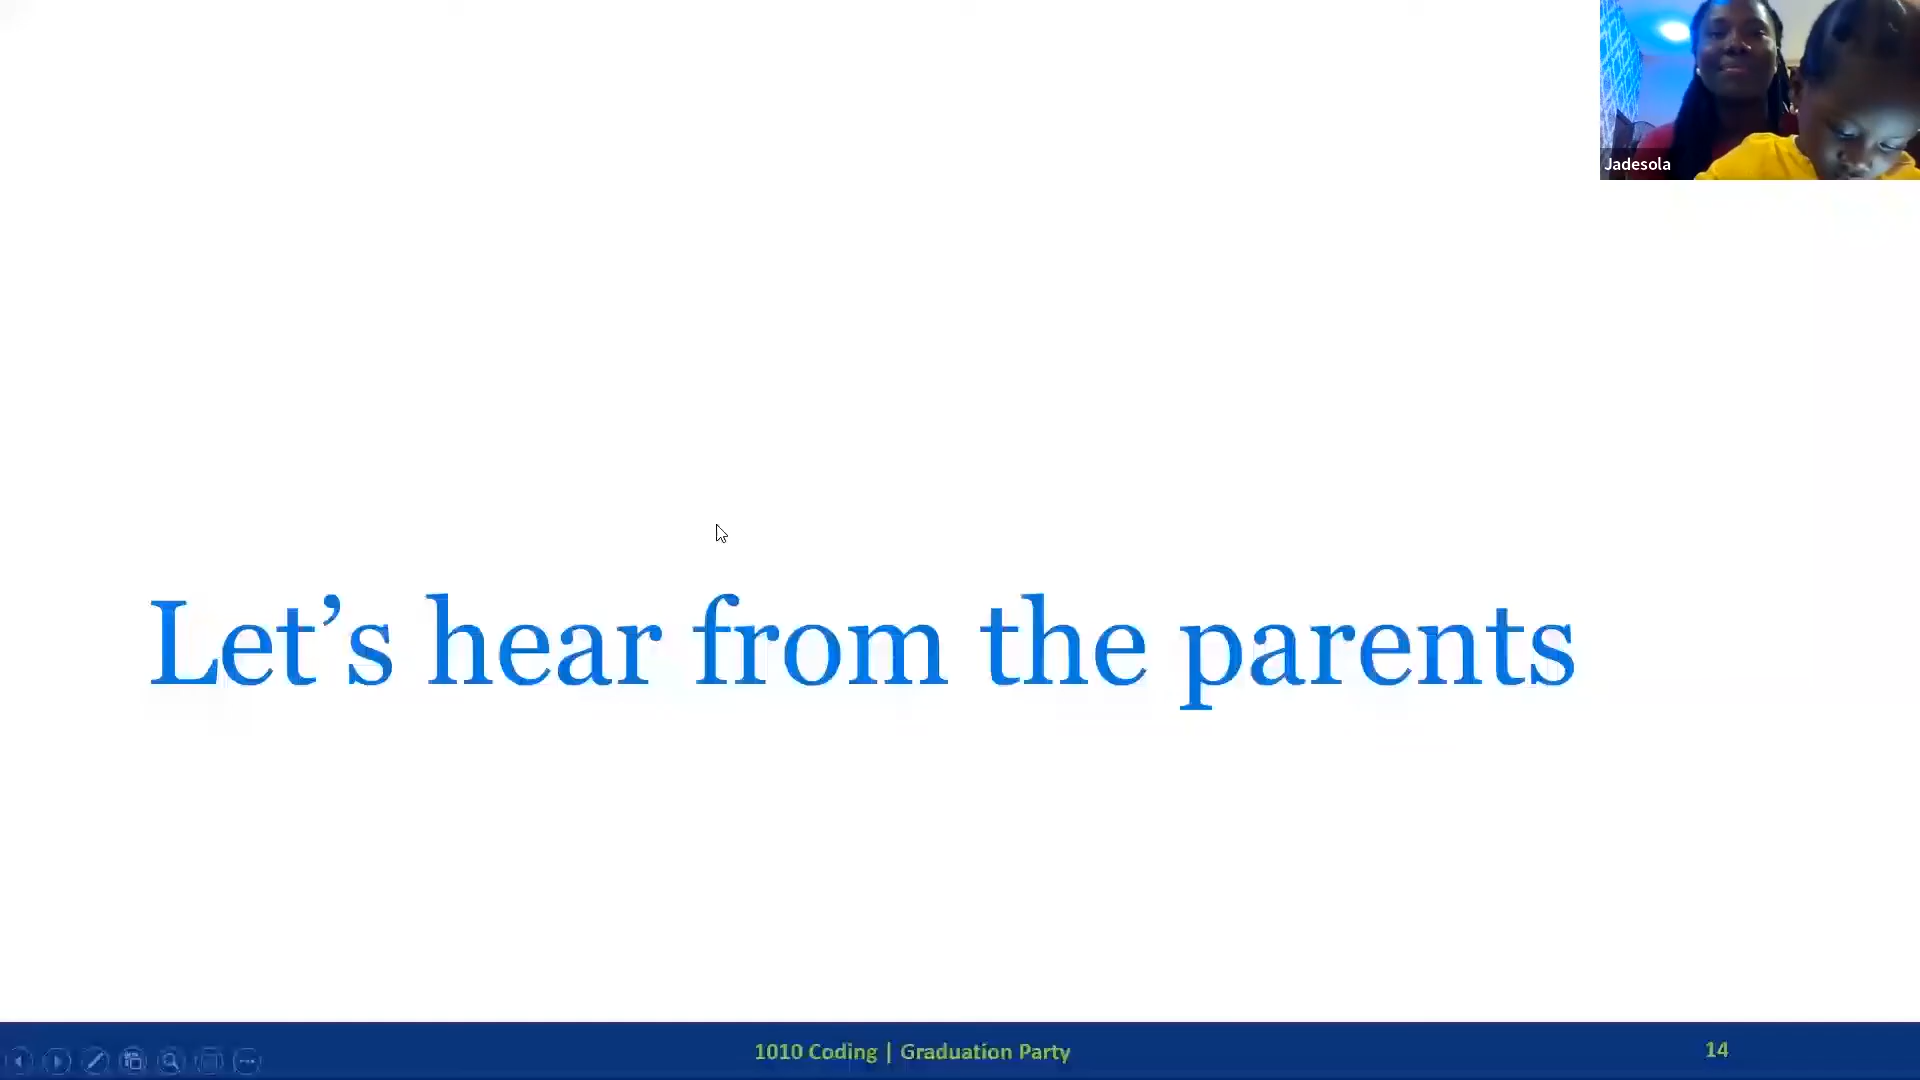 Jadesola
Let’s hear from the parents
1010 Coding | Graduation Party
14